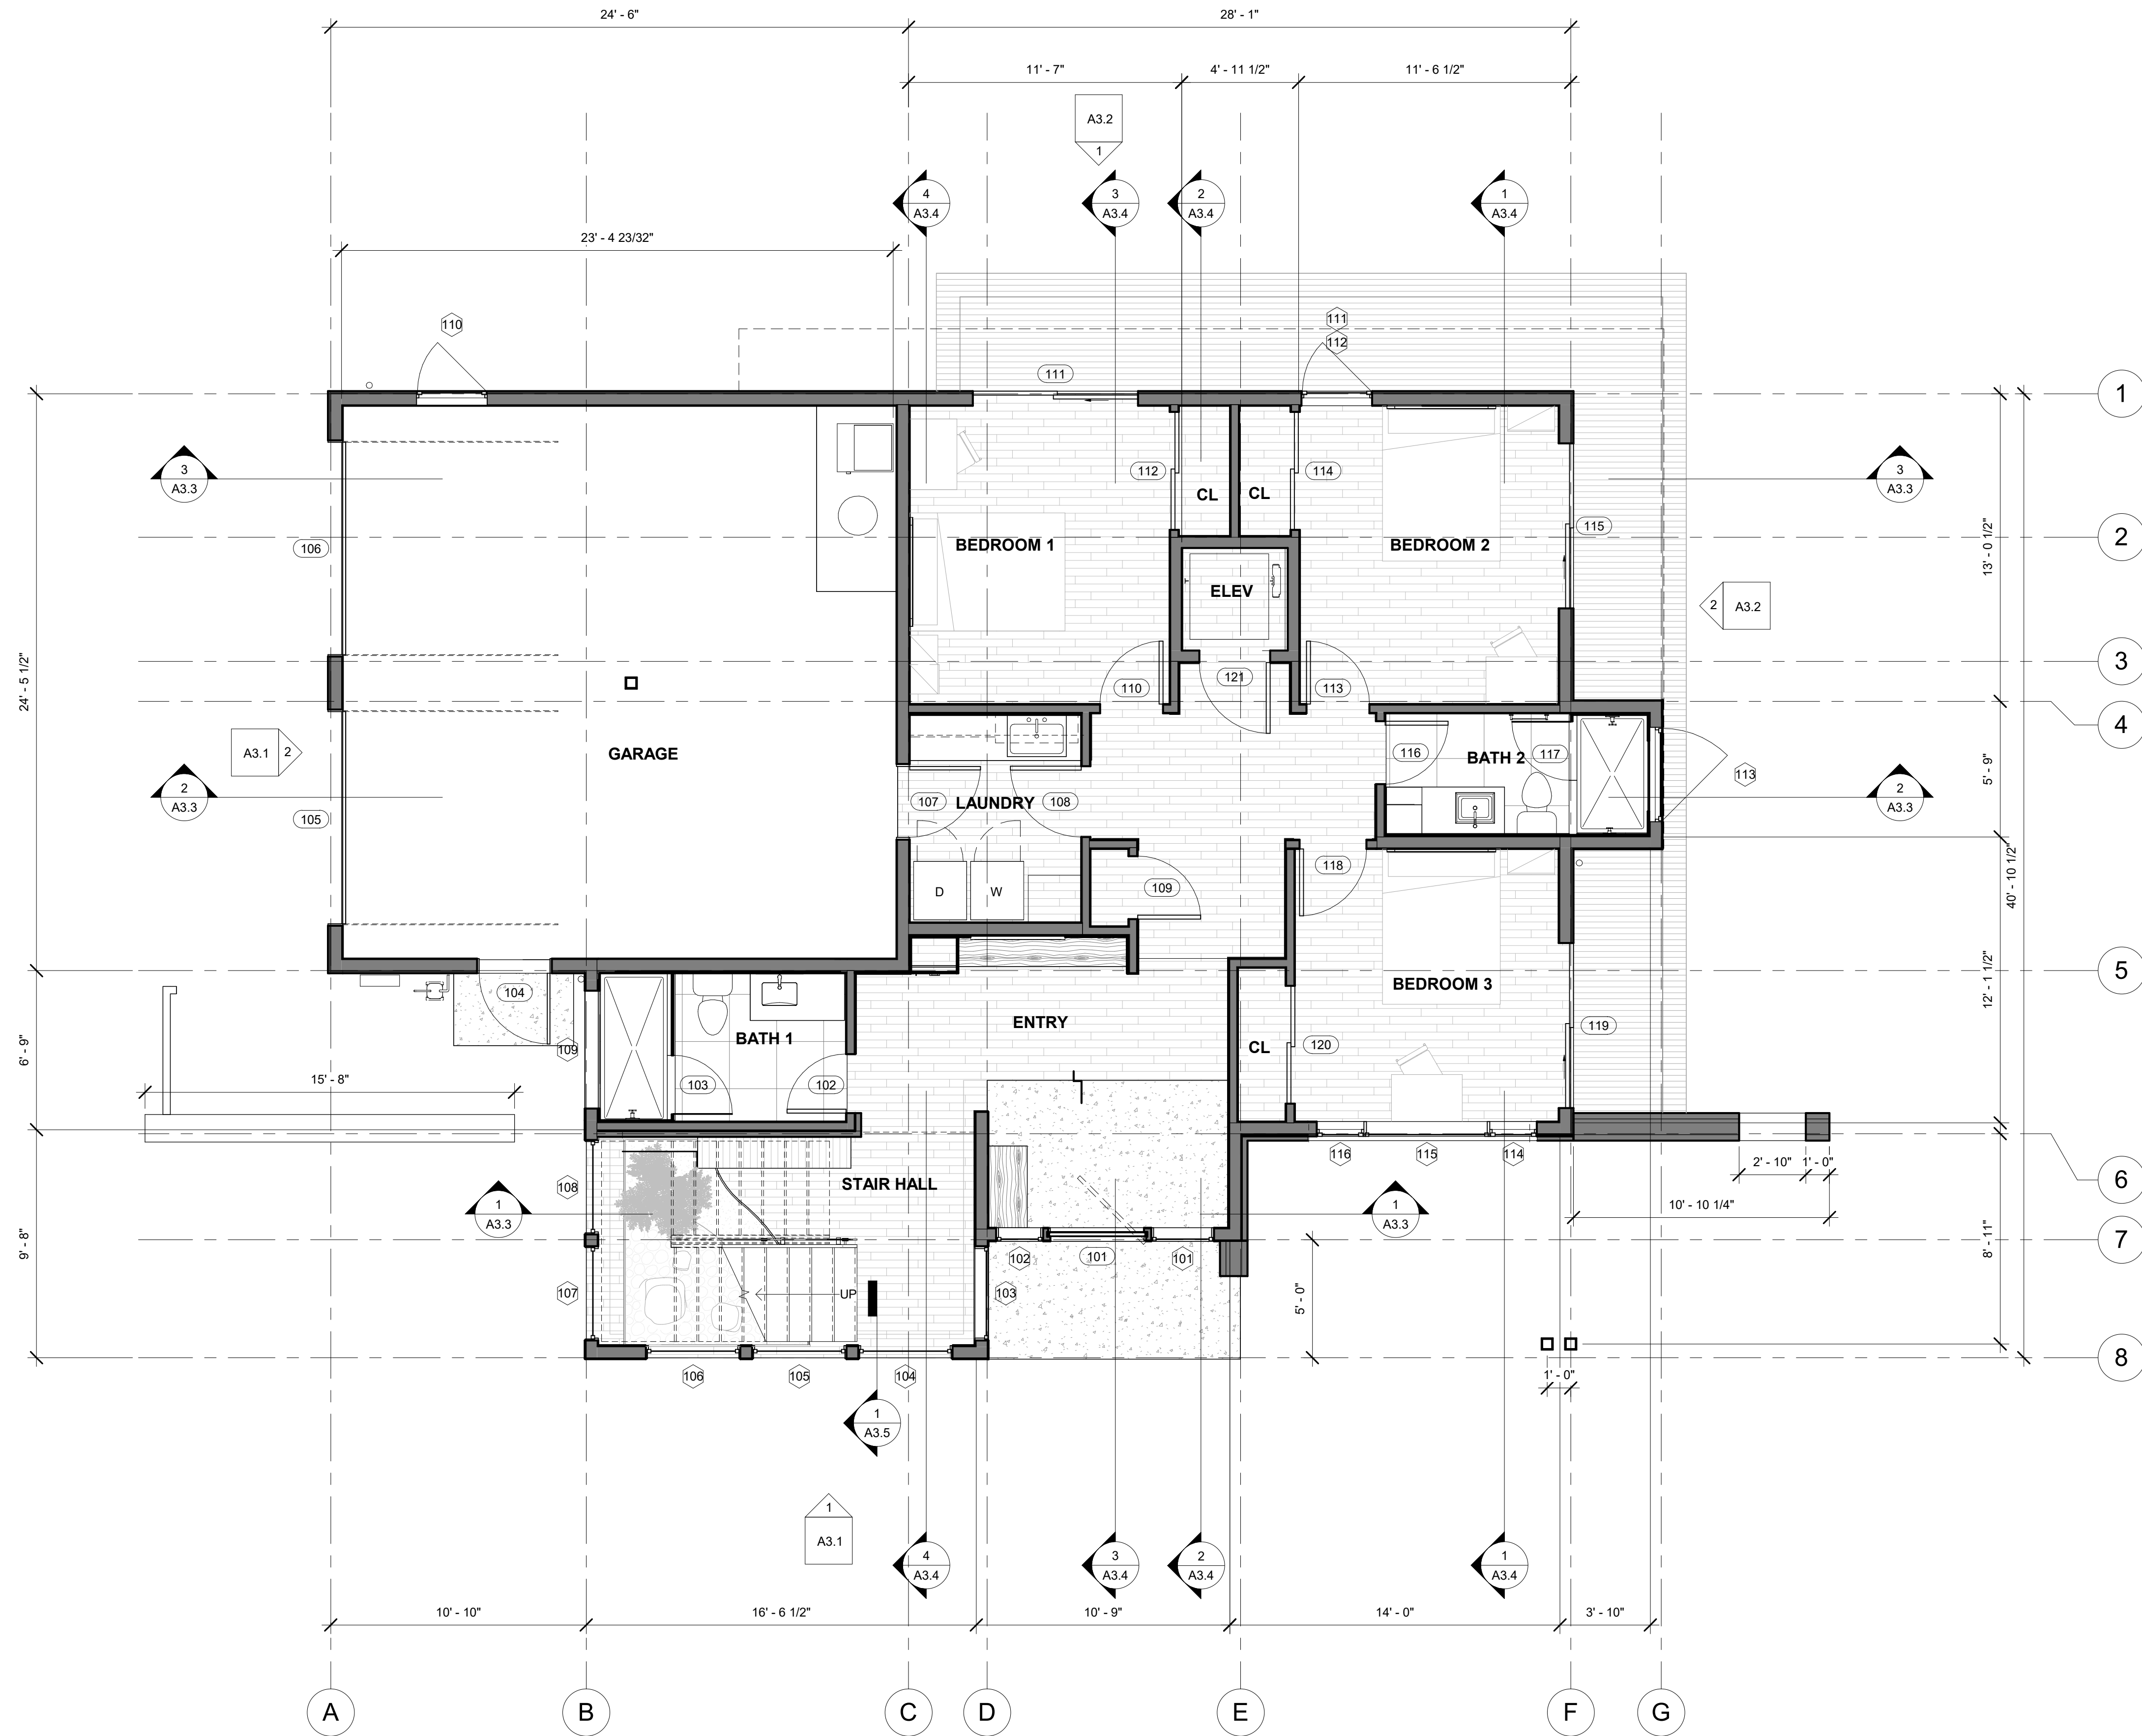 24' - 6"
28' - 1"
11' - 7"
4' - 11 1/2"
11' - 6 1/2"
A3.2
1
4
A3.4
3
A3.4
2
A3.4
1
A3.4
23' - 4 23/32"
110
111
112
111
1
3
A3.3
112
CL
CL
114
3
A3.3
106
BEDROOM 1
BEDROOM 2
115
2
13' - 0 1/2"
ELEV
2
A3.2
24' - 5 1/2"
110
121
113
3
4
A3.1
2
GARAGE
116
BATH 2
117
113
5' - 9"
2
A3.3
105
107
LAUNDRY
108
2
A3.3
D
W
109
118
40' - 10 1/2"
104
BEDROOM 3
5
12' - 1 1/2"
6' - 9"
109
BATH 1
ENTRY
CL
120
119
15' - 8"
103
102
116
115
114
2' - 10"
1' - 0"
6
108
STAIR HALL
1
A3.3
1
A3.3
10' - 10 1/4"
9' - 8"
7
8' - 11"
102
101
101
107
UP
103
5' - 0"
8
106
105
104
1' - 0"
1
A3.5
1
A3.1
4
A3.4
3
A3.4
2
A3.4
1
A3.4
10' - 10"
16' - 6 1/2"
10' - 9"
14' - 0"
3' - 10"
A
B
C
D
E
F
G